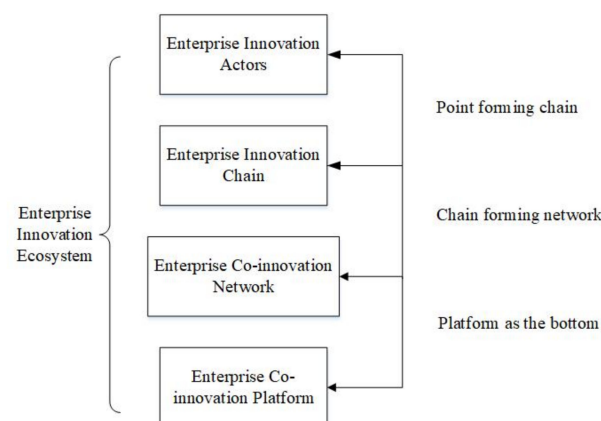 Enterprise Innovation
Actors
Point forming chain
Enterprise Innovation
Chain
Enterprise
Innovation
Ecosystem
Chain forming network
Enterprise Co-innovation
Network
Platform as the bottom
Enterprise Co-
innovation Platform